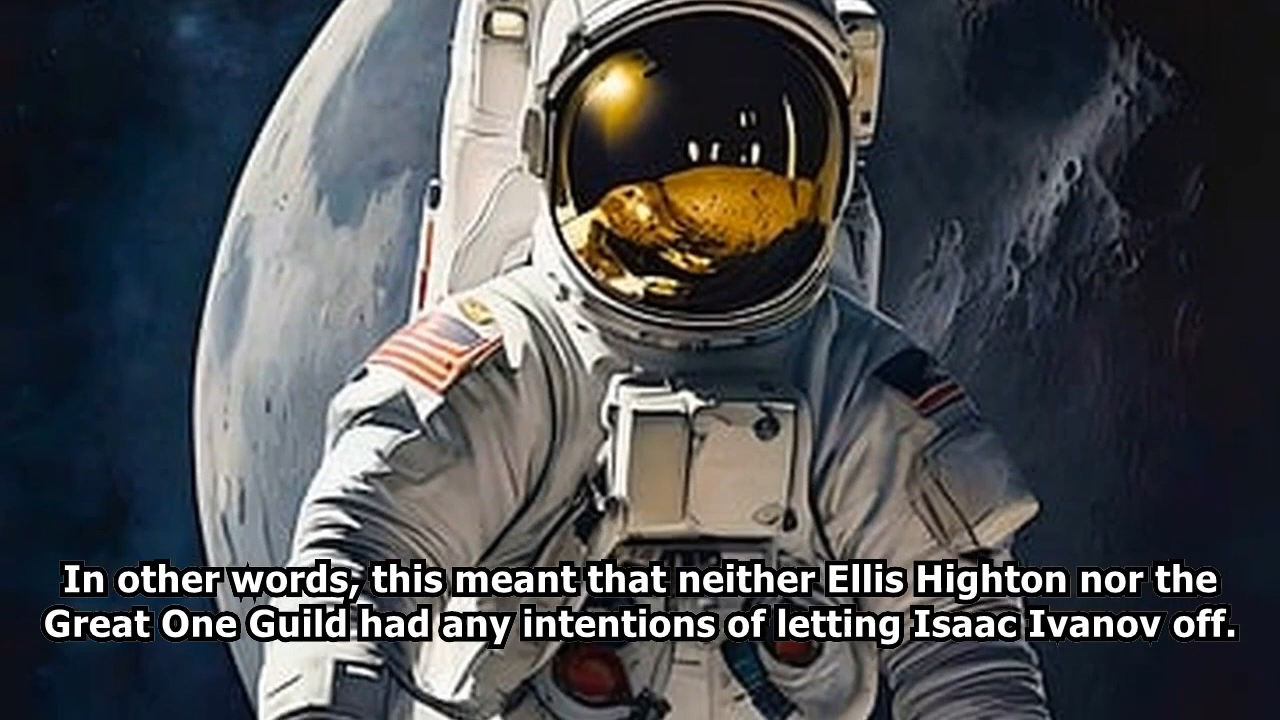 In other words, this meant that neither Ellis Highton nor the
Great One Guild had any intentions of letting Isaac Ivanov off.